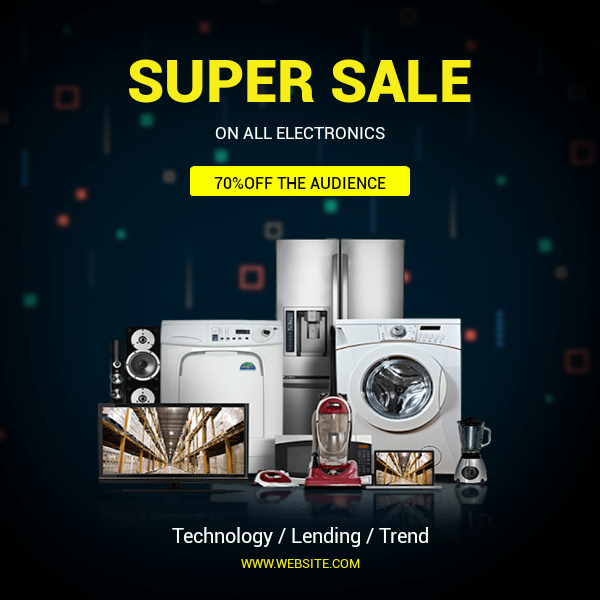 SUPER SALE
ON ALL ELECTRONICS
70%OFF THE AUDIENCE
Technology / Lending / Trend
WWW.WEBSITE.COM